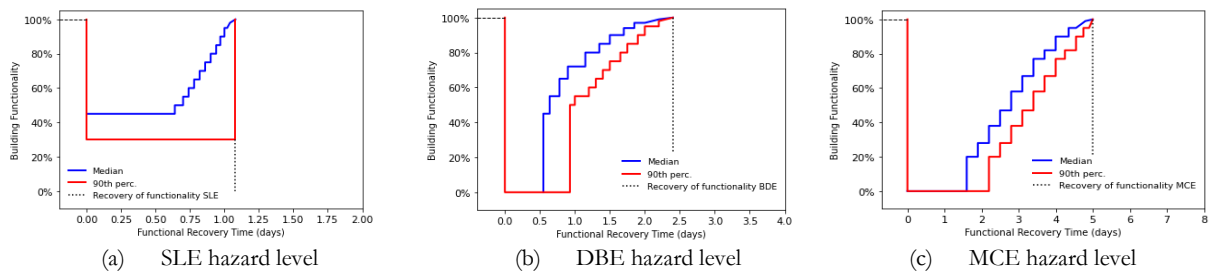 100%
80%
60%
40%
20%
0%
Building Functionality
Median
90th perc.
Recovery of functionality SLE
0.00 0.25 0.50 0.75 1.00 1.25 1.50 1.75 2.00
Functional Recovery Time (days)
(a) SLE hazard level
100%
80%
60%
40%
20%
0%
Building Functionality
Median
90th perc.
Recovery of functionality BDE
0.0 0.5 1.0 1.5 2.0 2.5 3.0 3.5 4.0
Functional Recovery Time (days)
(b) DBE hazard level
100%
80%
60%
40%
20%
0%
Building Functionality
Median
90th perc.
Recovery of functionality MCE
0 1 2 3 4 5 6 7 8
Functional Recovery Time (days)
(c) MCE hazard level